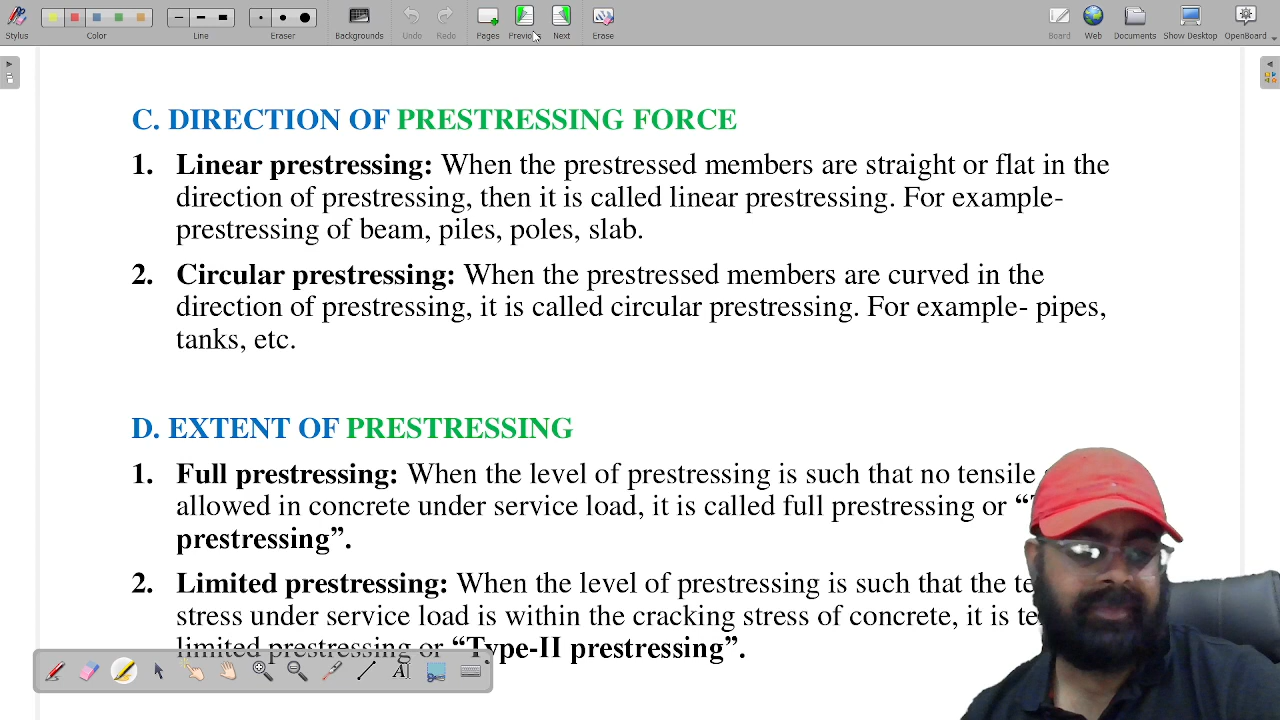 Stylus
Color
Line
Eraser
Backgrounds
Undo
Redo
Pages
Previo
Next
Erase
Board
Web
Documents
Show Desktop
OpenBoard
C. DIRECTION OF PRESTRESSING FORCE
1. Linear prestressing: When the prestressed members are straight or flat in the
direction of prestressing, then it is called linear prestressing. For example-
prestressing of beam, piles, poles, slab.
2. Circular prestressing: When the prestressed members are curved in the
direction of prestressing, it is called circular prestressing. For example- pipes,
tanks, etc.
D. EXTENT OF PRESTRESSING
1. Full prestressing: When the level of prestressing is such that no tensile
allowed in concrete under service load, it is called full prestressing or
prestressing”.
2. Limited prestressing: When the level of prestressing is such that the
stress under service load is within the cracking stress of concrete, it is
limited prestressing or “Type-II prestressing”.